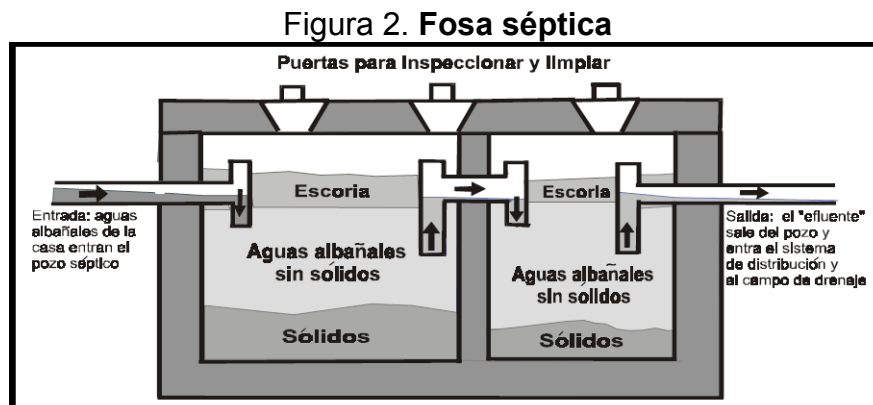 Figura 2. Fosa séptica
Puertas para Inspeccionar y limpiar
Escoria
Escoria
Entrada: aguas
albañales de la
casa entran el
pozo séptico
Aguas albañales
sin sólidos
Aguas albañales
sin sólidos
Salida: el "efluente"
sale del pozo y
entra el sistema
de distribución y
al campo de drenaje
Sólidos
Sólidos